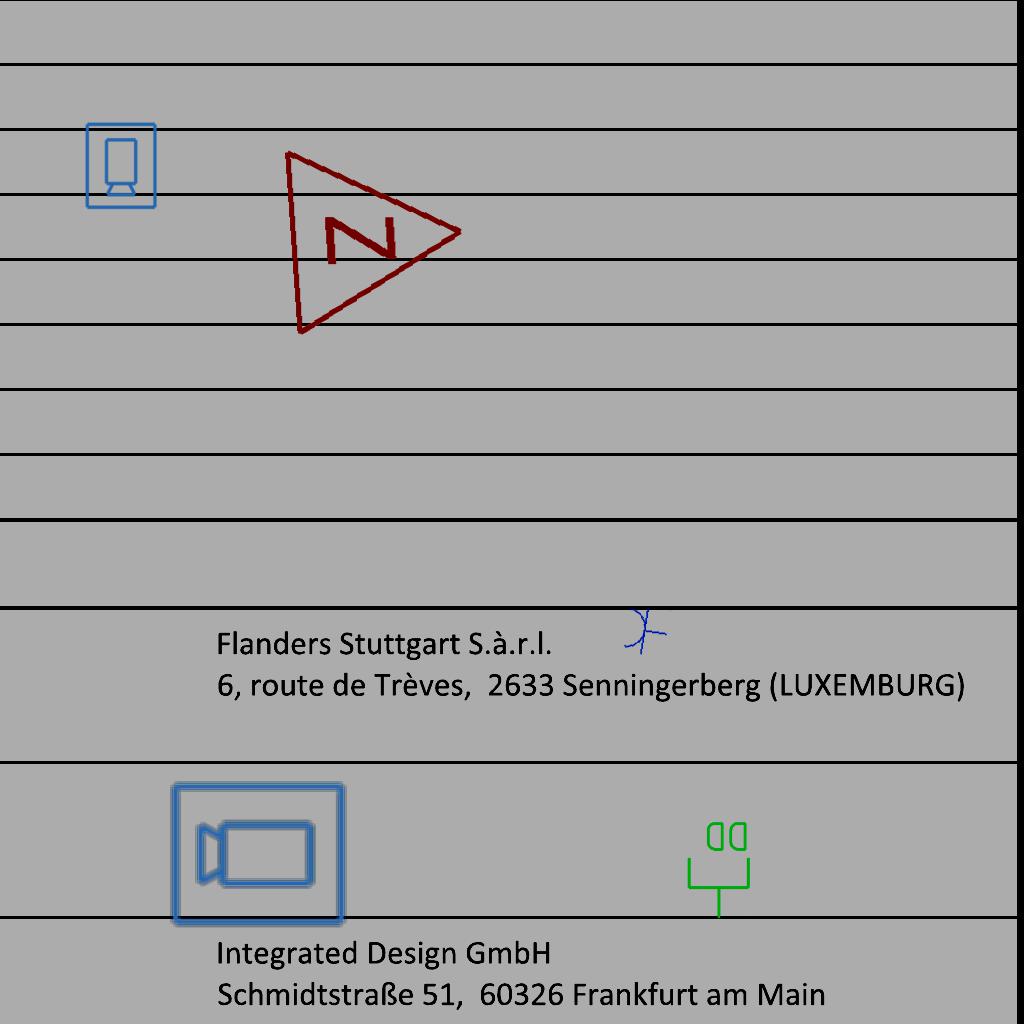 N
Flanders Stuttgart S.à.r.l.
6, route de Trèves, 2633 Senningerberg (LUXEMBURG)
Integrated Design GmbH
Schmidtstraße 51, 60326 Frankfurt am Main